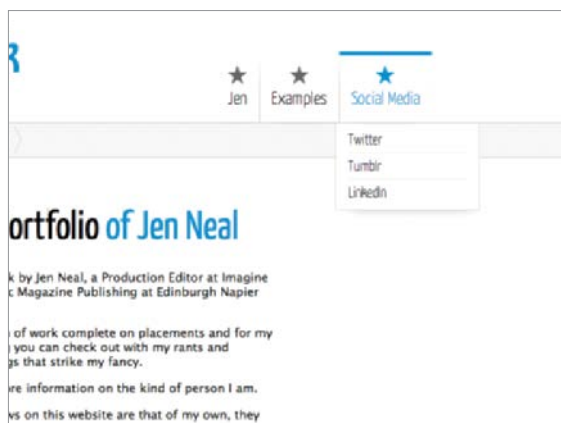 R
Jen Examples Social Media
Twitter
Tumblr
LinkedIn
ortfolio of Jen Neal
k by Jen Neal, a Production Editor at Imagine
c Magazine Publishing at Edinburgh Napier
of work complete on placements and for my
you can check out with my rants and
gs that strike my fancy.
re information on the kind of person I am.
ws on this website are that of my own, they